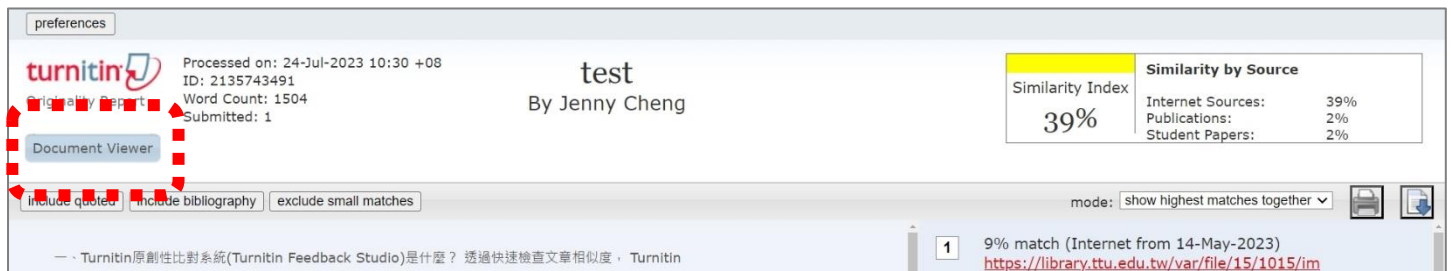 preferences
turnitin
Originality Report
Document Viewer
Processed on: 24-Jul-2023 10:30 +08
ID: 2135743491
Word Count: 1504
Submitted: 1
test
By Jenny Cheng
Similarity Index
39%
Similarity by Source
Internet Sources: 39%
Publications: 2%
Student Papers: 2%
include quoted include bibliography exclude small matches
mode: show highest matches together
一、Turnitin原創性比對系統(Turnitin Feedback Studio)是什麼？ 透過快速檢查文章相似度， Turnitin
1 9% match (Internet from 14-May-2023)
https://library.ttu.edu.tw/var/file/15/1015/im